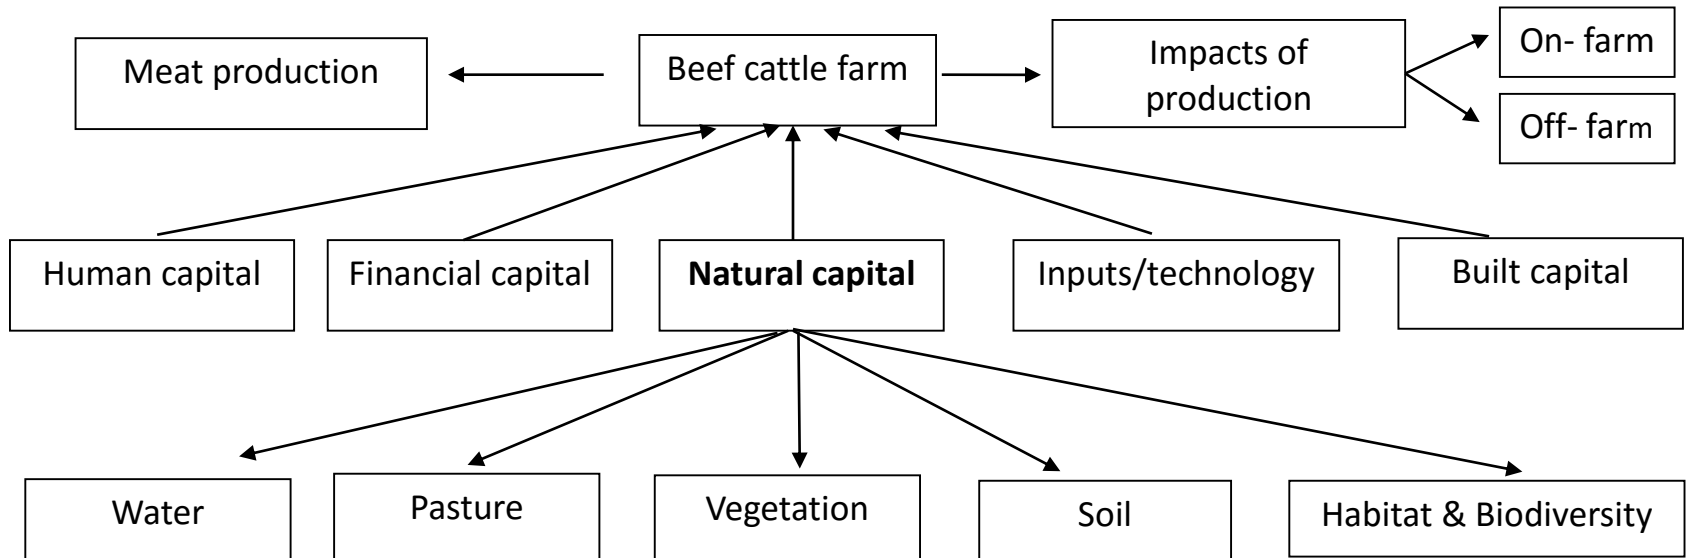 Meat production
Beef cattle farm
Impacts of
production
On- farm
Off- farm
Human capital
Financial capital
Natural capital
Inputs/technology
Built capital
Water
Pasture
Vegetation
Soil
Habitat & Biodiversity